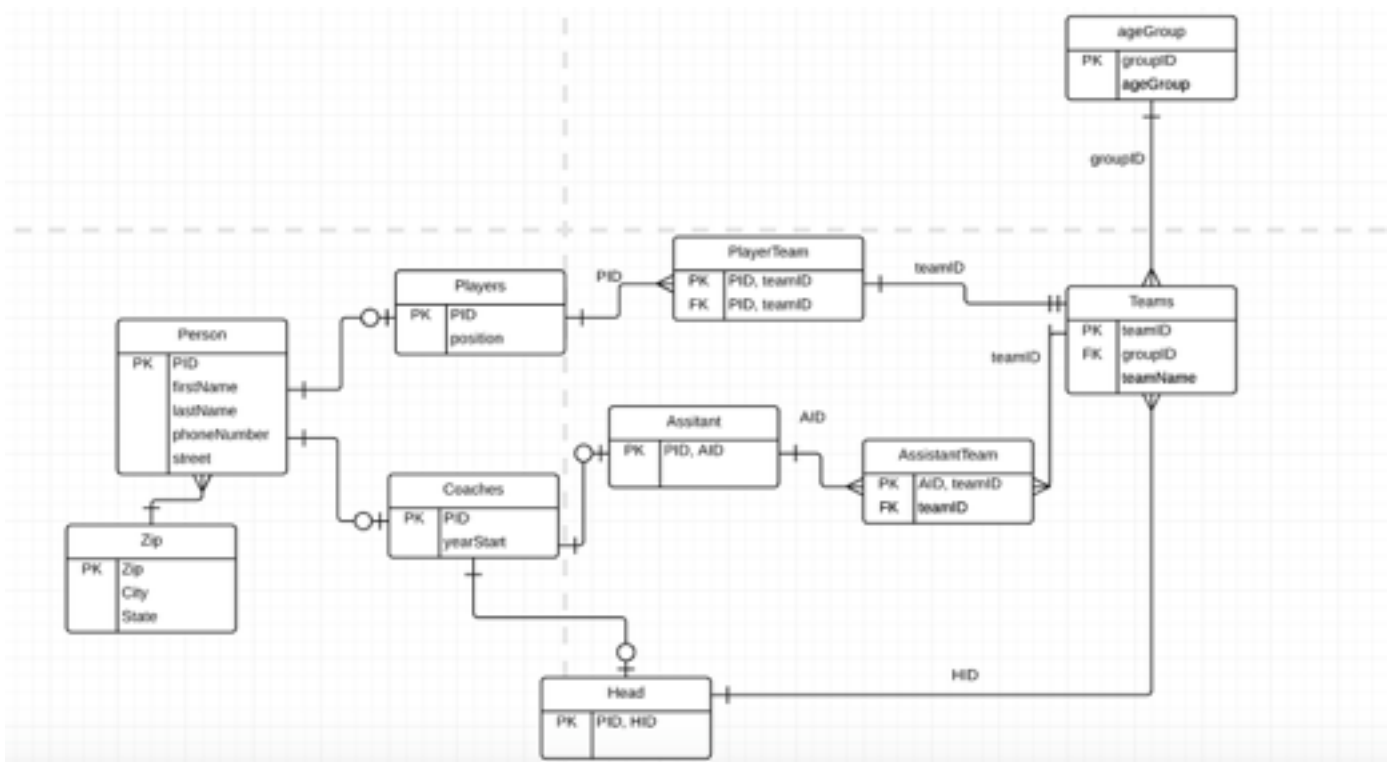 ageGroup
PK groupID
ageGroup
groupID
PlayerTeam
PK PID, teamID
FK PID, teamID
PID
teamID
Players
PK PID
position
Teams
PK teamID
FK groupID
teamName
teamID
Person
PK PID
firstName
lastName
phoneNumber
street
Assitant
PK PID, AID
AID
AssistantTeam
PK AID, teamID
FK teamID
Coaches
PK PID
yearStart
Zip
PK Zip
City
State
HID
Head
PK PID, HID